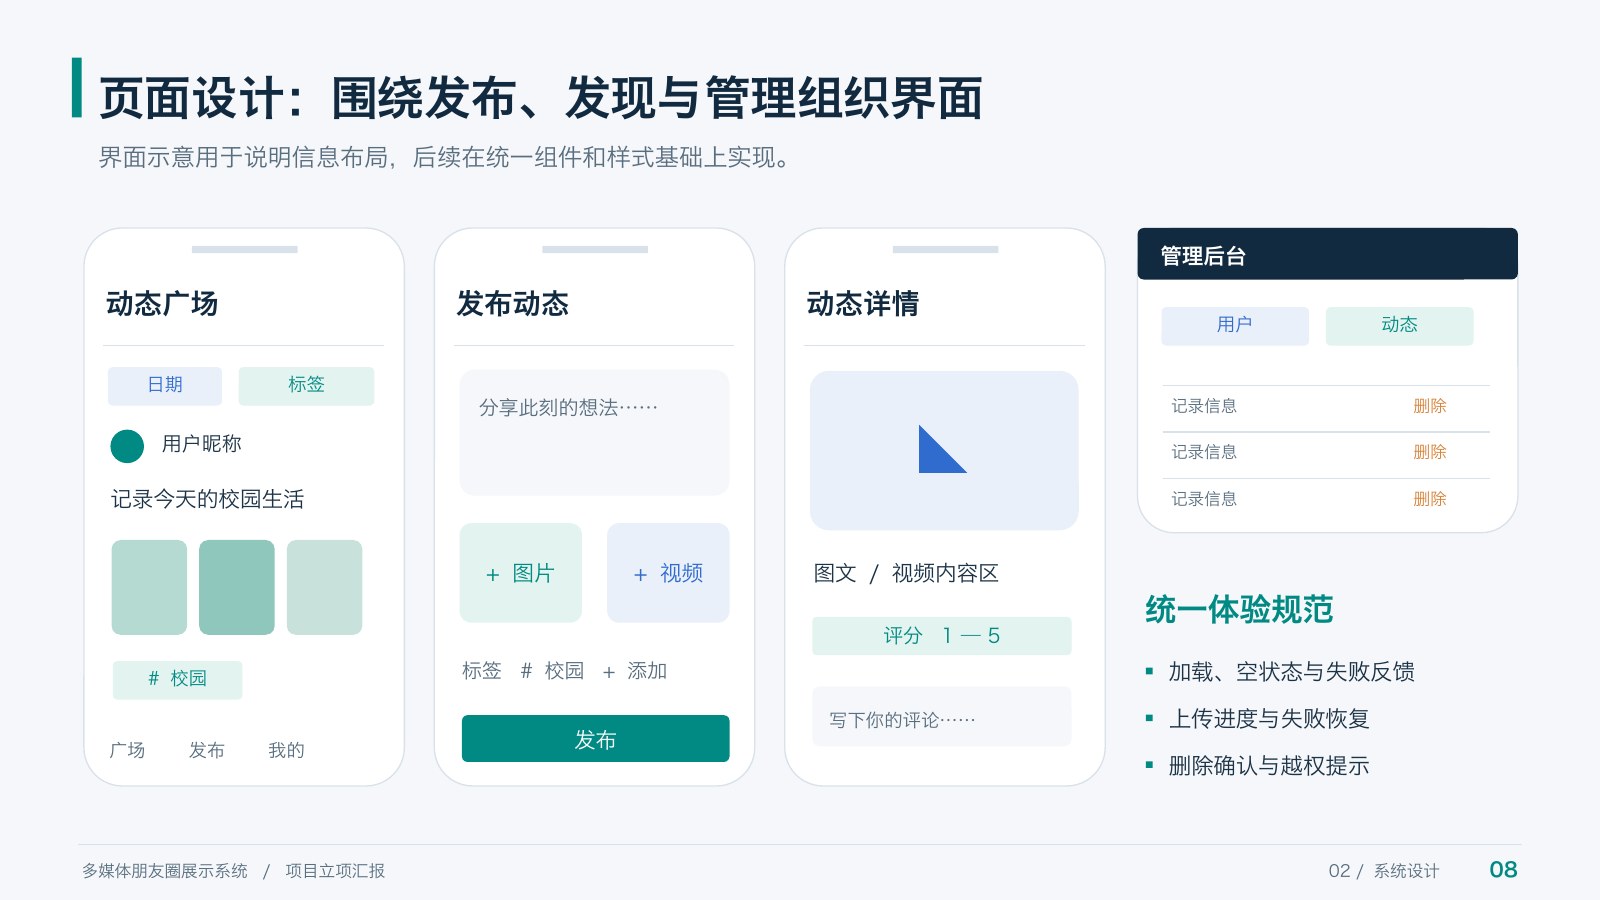 页面设计：围绕发布、发现与管理组织界面
界面示意用于说明信息布局，后续在统一组件和样式基础上实现。
动态广场
日期 标签
用户昵称
记录今天的校园生活
# 校园
广场 发布 我的
发布动态
分享此刻的想法……
+ 图片 + 视频
标签 # 校园 + 添加
发布
动态详情
图文 / 视频内容区
评分 1 — 5
写下你的评论……
管理后台
用户 动态
记录信息 删除
记录信息 删除
记录信息 删除
统一体验规范
▪ 加载、空状态与失败反馈
▪ 上传进度与失败恢复
▪ 删除确认与越权提示
多媒体朋友圈展示系统 / 项目立项汇报
02 / 系统设计 08